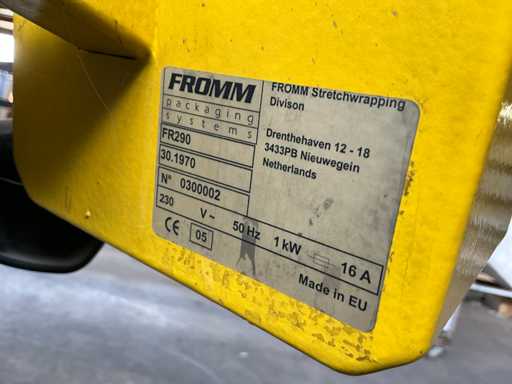 FROMM
packaging
systems
FROMM Stretchwrapping
Divison
Drenthehaven 12 - 18
3433PB Nieuwegein
Netherlands
FR290
30.1970
N° 0300002
230 V~ 50 Hz 1 kW 16 A
CE 05 Made in EU